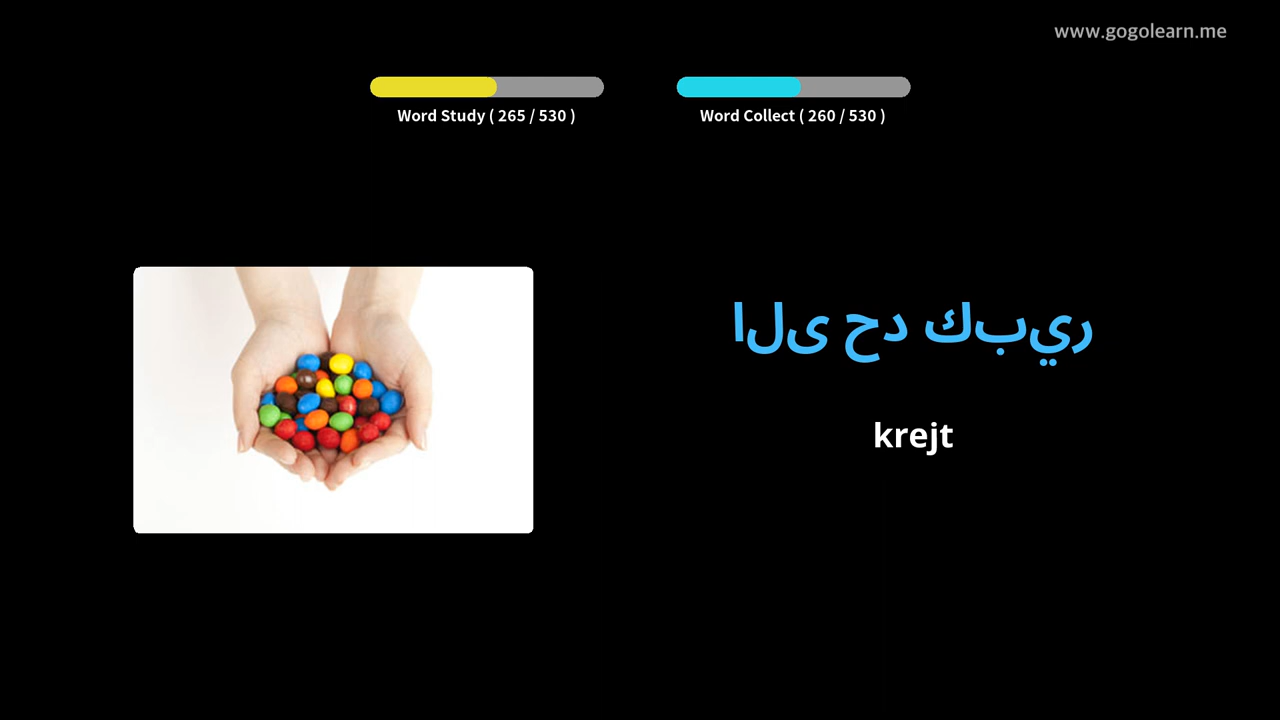 www.gogolearn.me
Word Study ( 265 / 530 )
Word Collect ( 260 / 530 )
الى حد كبير
krejt